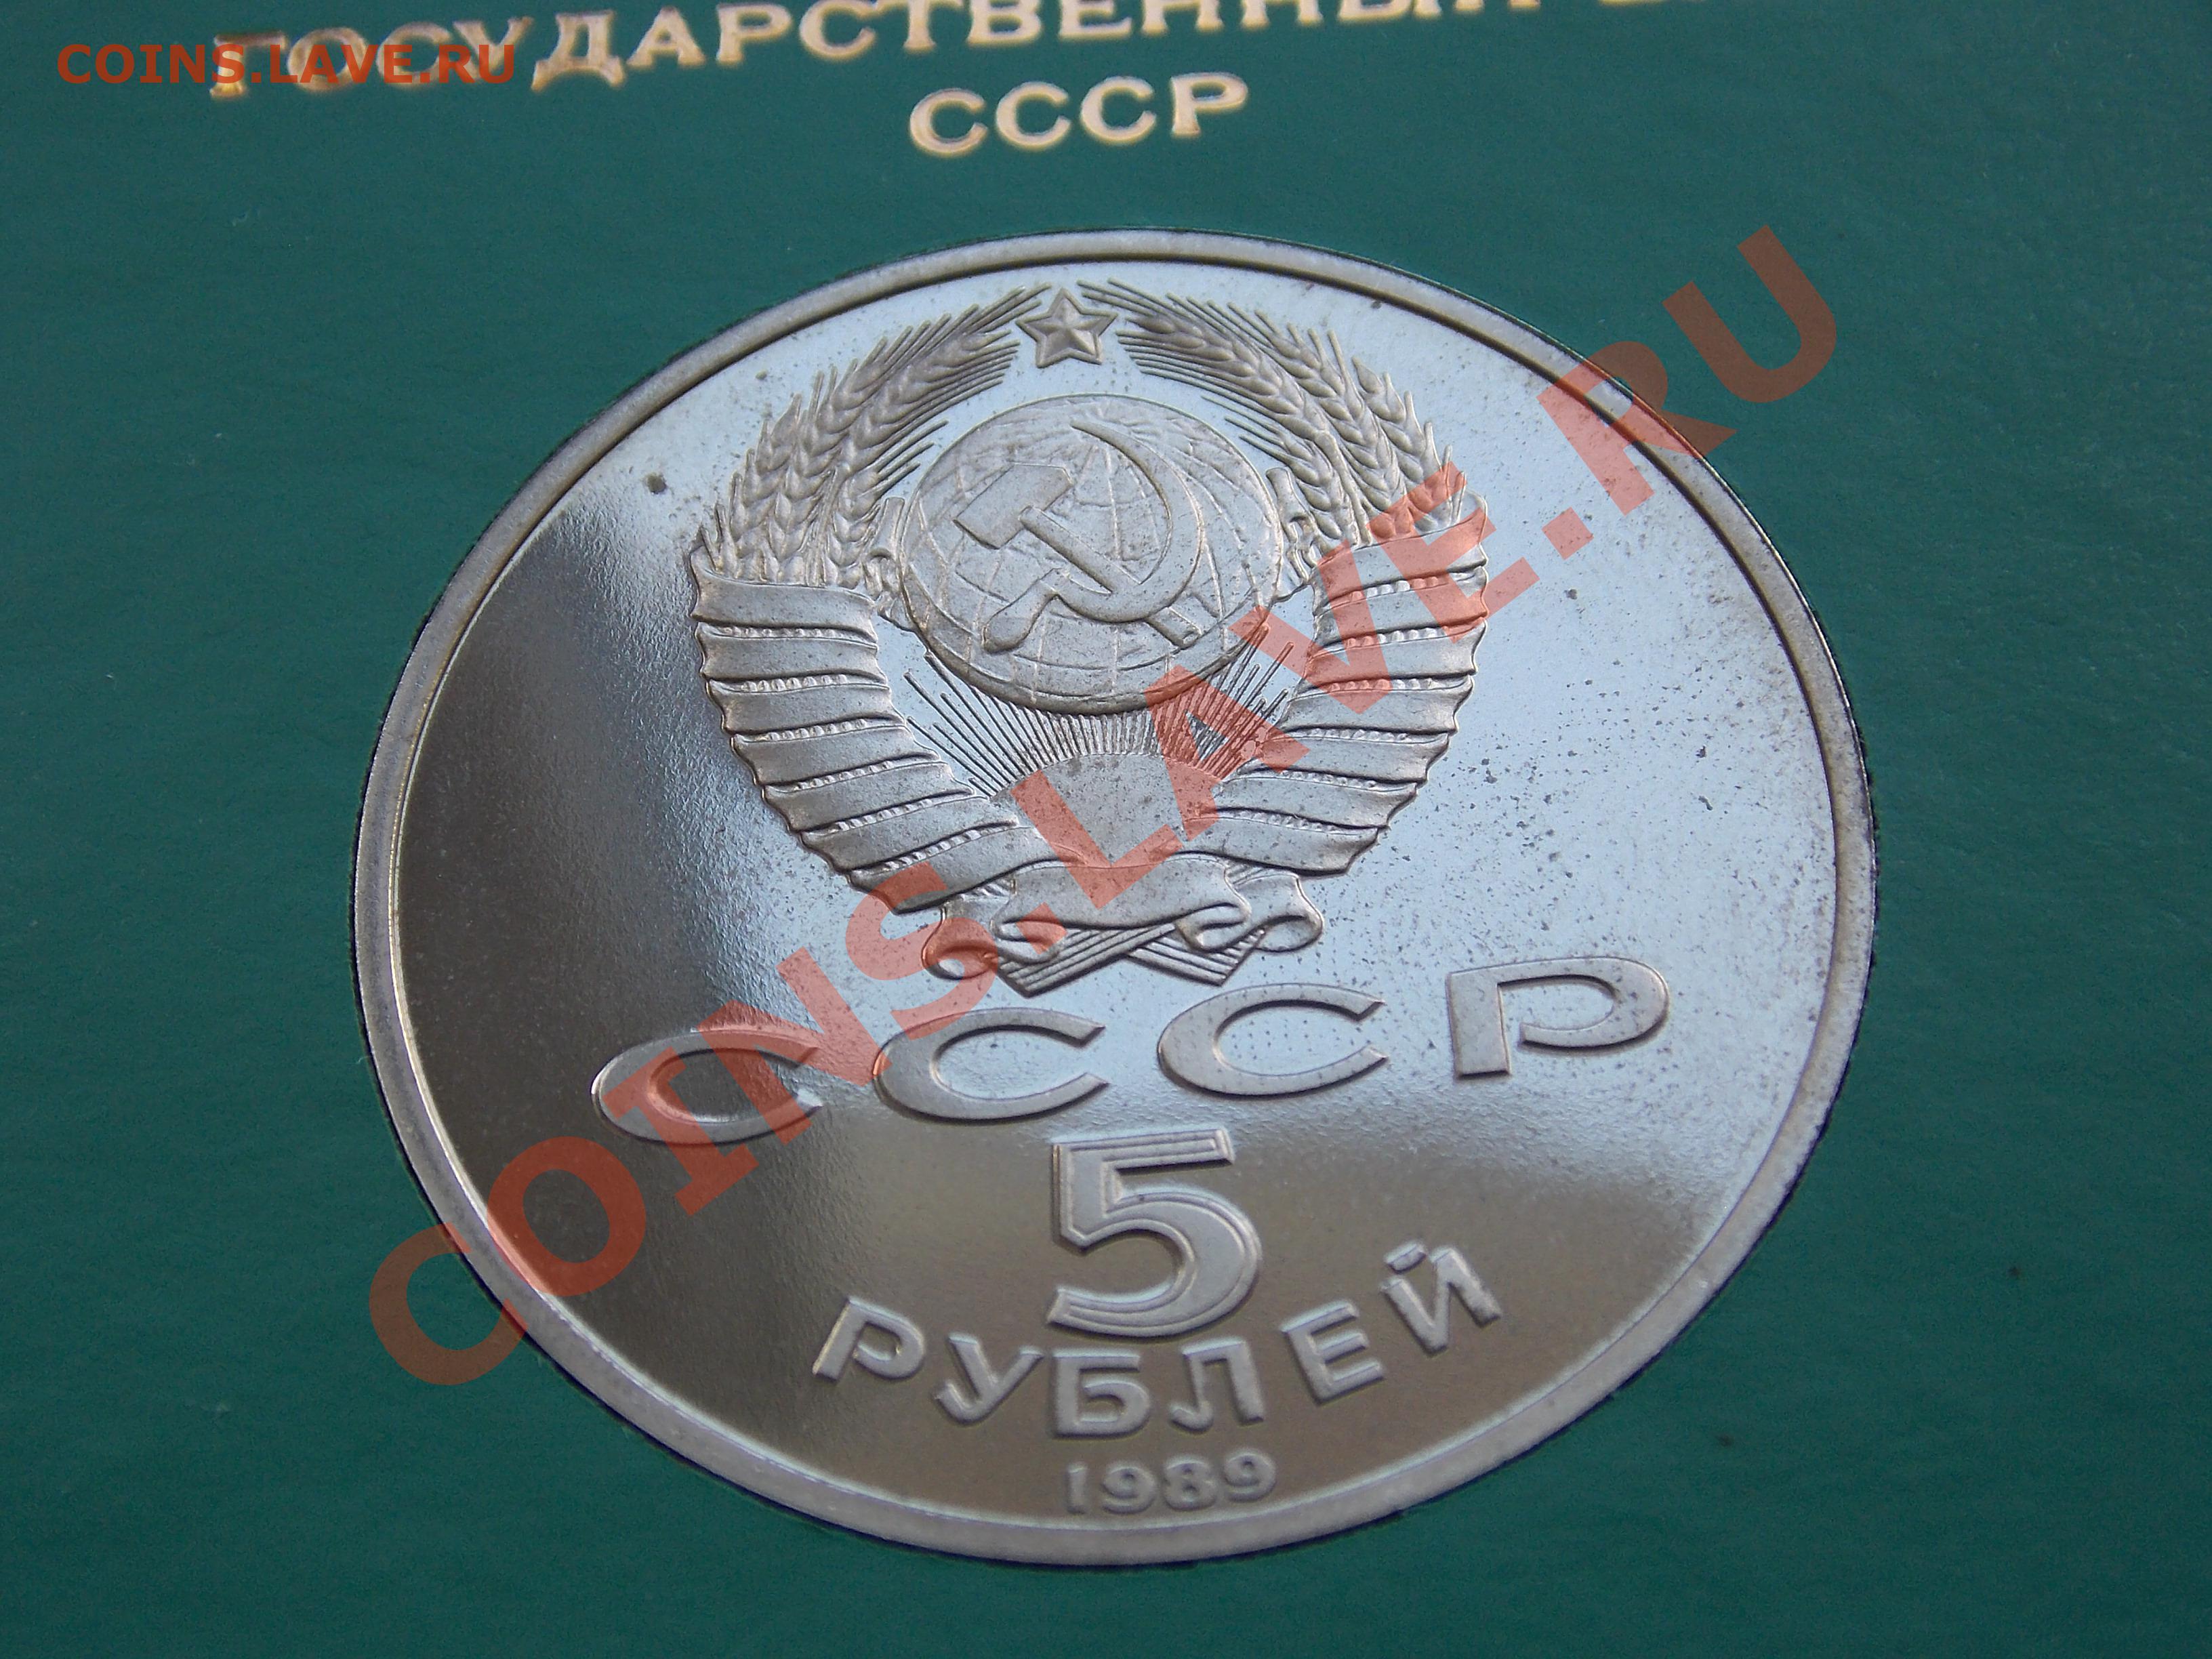 ГОСУДАРСТВЕННЫЙ
СССР
COINS.LAVE.RU
COINS.LAVE.RU
СССР
5
РУБЛЕЙ
1989